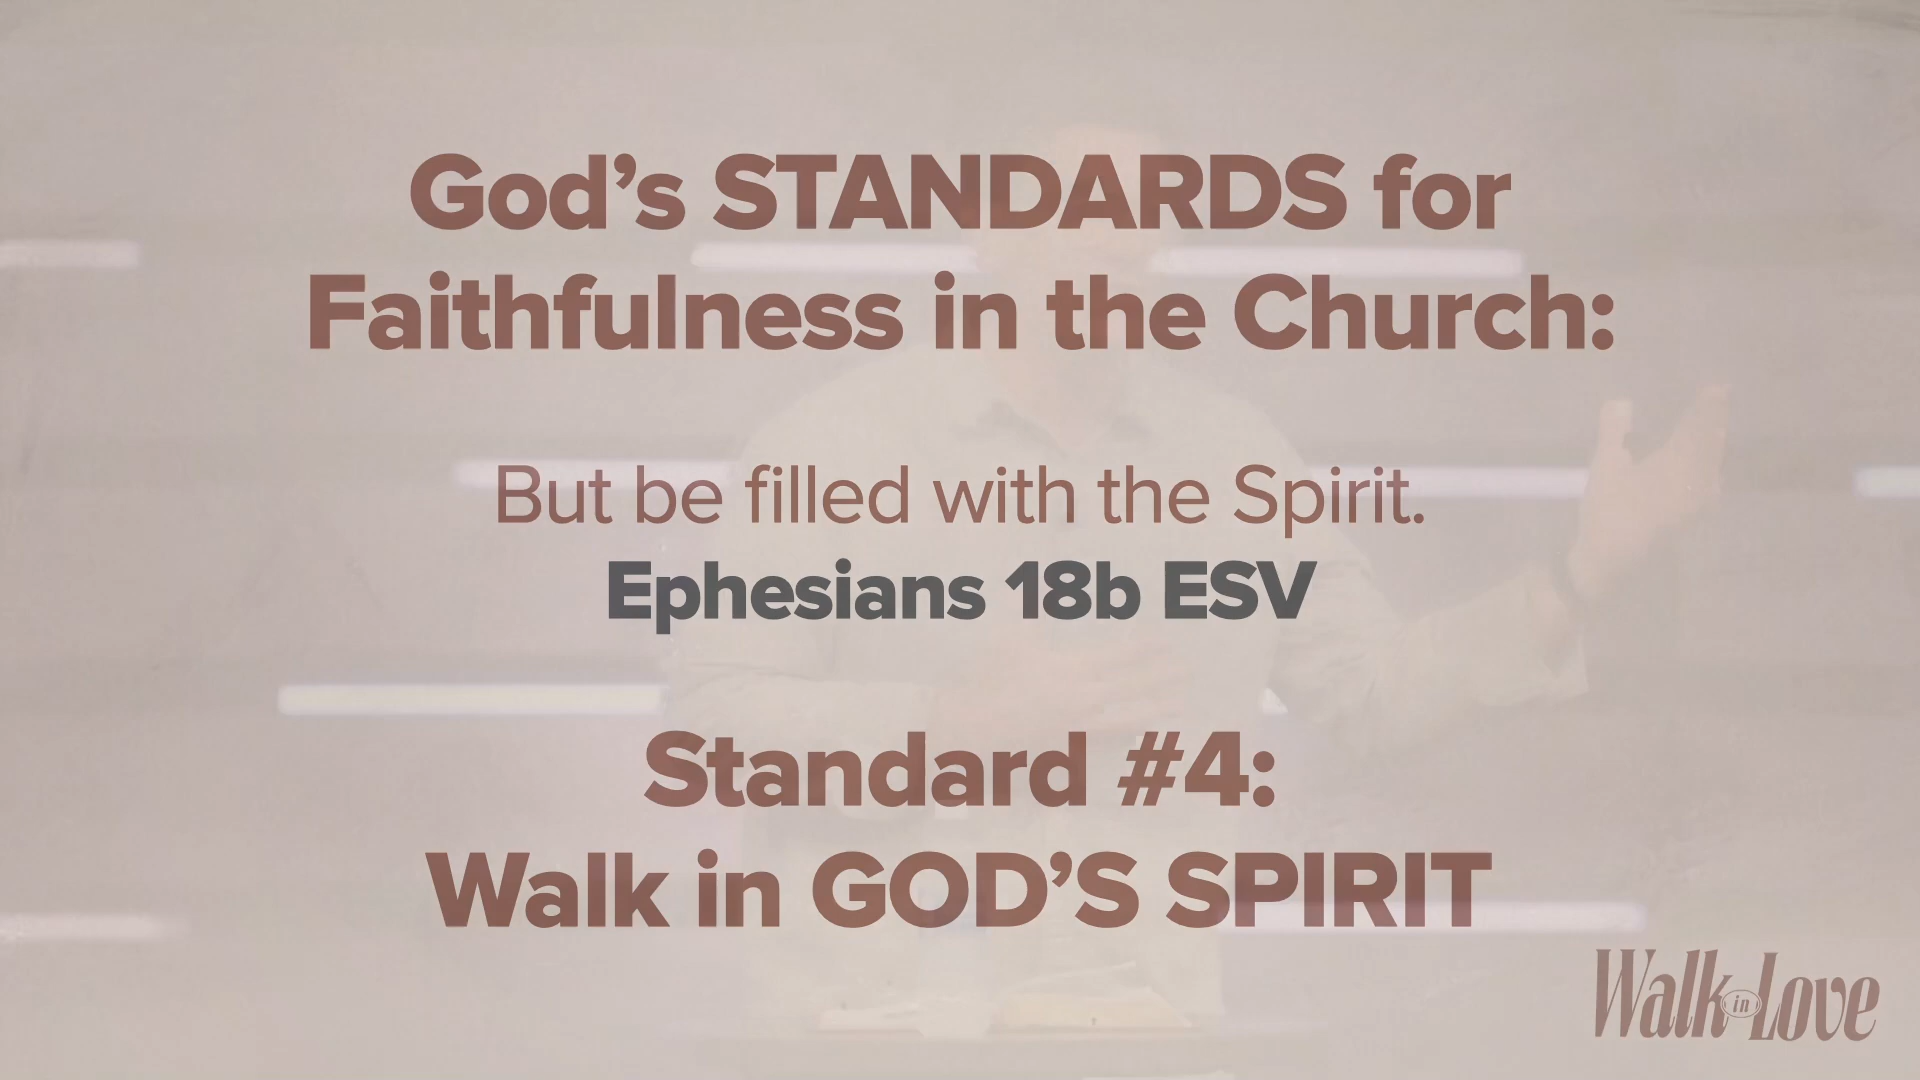 God’s STANDARDS for
Faithfulness in the Church:
But be filled with the Spirit.
Ephesians 18b ESV
Standard #4:
Walk in GOD’S SPIRIT
Walk in Love